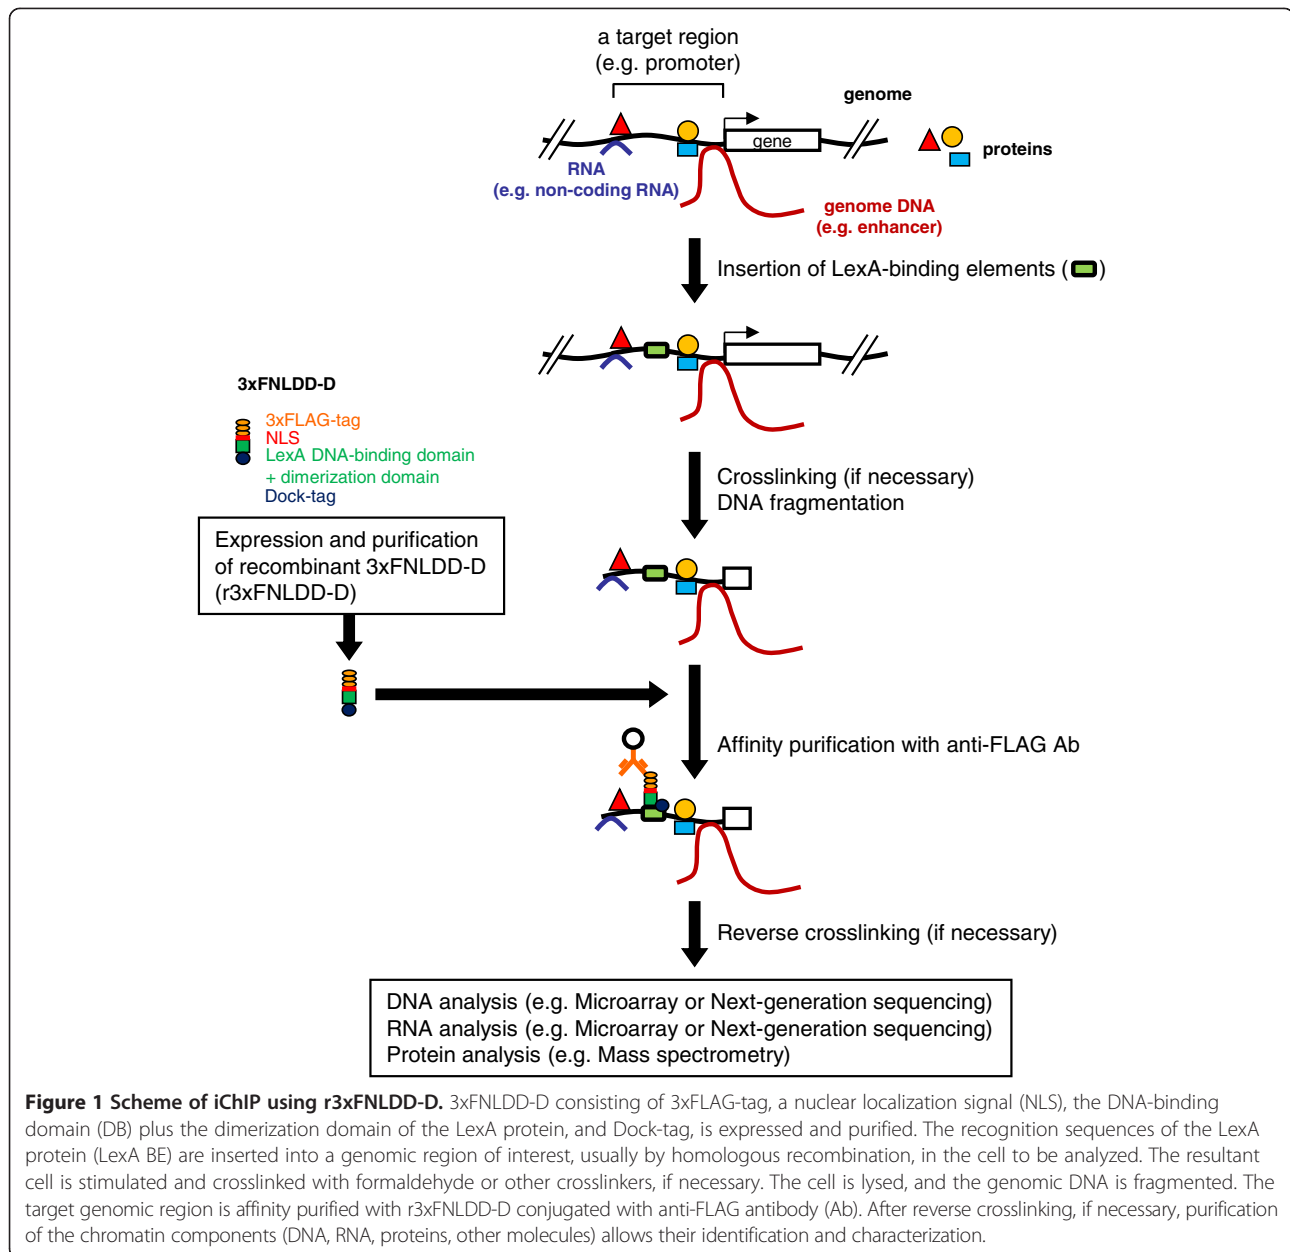 a target region
(e.g. promoter)
genome
gene
proteins
RNA
(e.g. non-coding RNA)
genome DNA
(e.g. enhancer)
Insertion of LexA-binding elements ( )
3xFNLDD-D
3xFLAG-tag
NLS
LexA DNA-binding domain
+ dimerization domain
Dock-tag
Crosslinking (if necessary)
DNA fragmentation
Expression and purification
of recombinant 3xFNLDD-D
(r3xFNLDD-D)
Affinity purification with anti-FLAG Ab
Reverse crosslinking (if necessary)
DNA analysis (e.g. Microarray or Next-generation sequencing)
RNA analysis (e.g. Microarray or Next-generation sequencing)
Protein analysis (e.g. Mass spectrometry)
Figure 1 Scheme of iChIP using r3xFNLDD-D. 3xFNLDD-D consisting of 3xFLAG-tag, a nuclear localization signal (NLS), the DNA-binding
domain (DB) plus the dimerization domain of the LexA protein, and Dock-tag, is expressed and purified. The recognition sequences of the LexA
protein (LexA BE) are inserted into a genomic region of interest, usually by homologous recombination, in the cell to be analyzed. The resultant
cell is stimulated and crosslinked with formaldehyde or other crosslinkers, if necessary. The cell is lysed, and the genomic DNA is fragmented. The
target genomic region is affinity purified with r3xFNLDD-D conjugated with anti-FLAG antibody (Ab). After reverse crosslinking, if necessary, purification
of the chromatin components (DNA, RNA, proteins, other molecules) allows their identification and characterization.